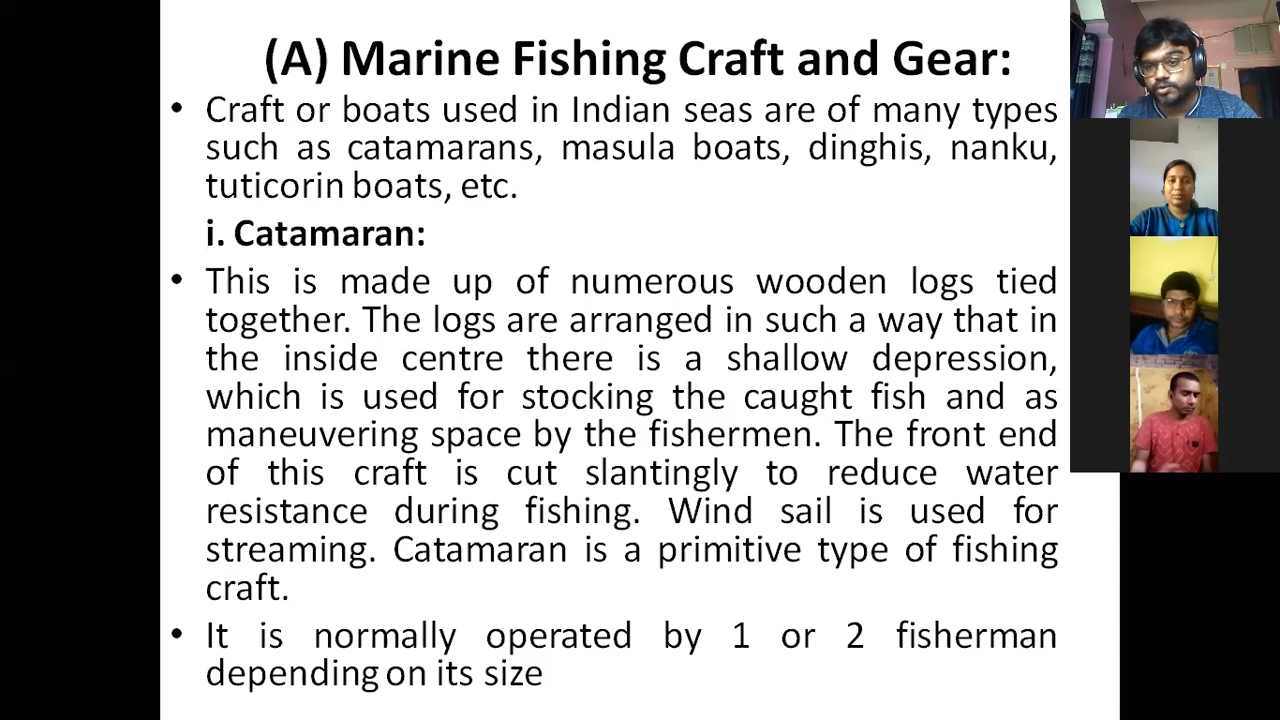 (A) Marine Fishing Craft and Gear:
• Craft or boats used in Indian seas are of many types
such as catamarans, masula boats, dinghis, nanku,
tuticorin boats, etc.
i. Catamaran:
• This is made up of numerous wooden logs tied
together. The logs are arranged in such a way that in
the inside centre there is a shallow depression,
which is used for stocking the caught fish and as
maneuvering space by the fishermen. The front end
of this craft is cut slantingly to reduce water
resistance during fishing. Wind sail is used for
streaming. Catamaran is a primitive type of fishing
craft.
• It is normally operated by 1 or 2 fisherman
depending on its size